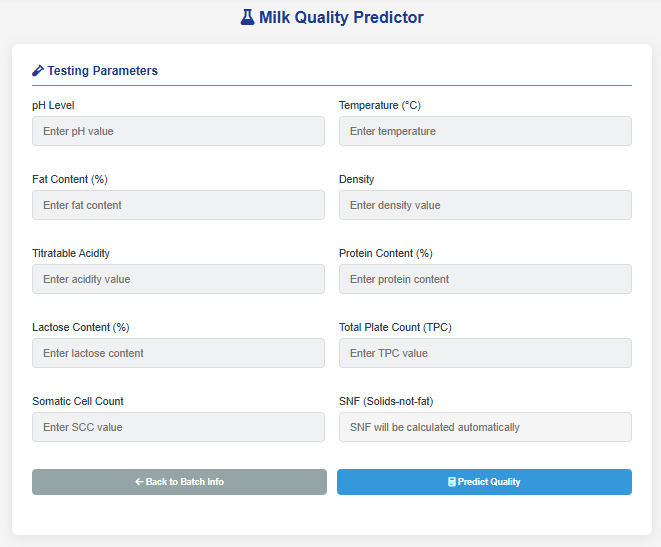 Milk Quality Predictor
Testing Parameters
pH Level
Temperature (°C)
Enter pH value
Enter temperature
Fat Content (%)
Density
Enter fat content
Enter density value
Titratable Acidity
Protein Content (%)
Enter acidity value
Enter protein content
Lactose Content (%)
Total Plate Count (TPC)
Enter lactose content
Enter TPC value
Somatic Cell Count
SNF (Solids-not-fat)
Enter SCC value
SNF will be calculated automatically
Back to Batch Info
Predict Quality